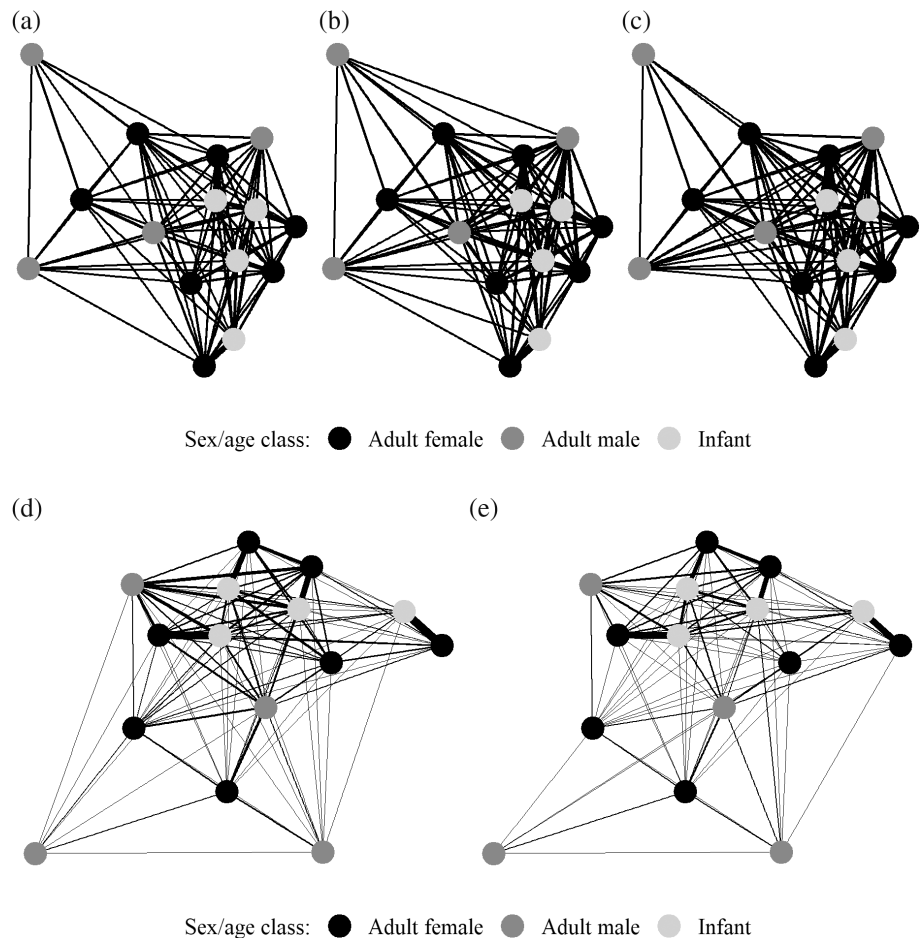 (a) (b) (c)
Sex/age class: Adult female Adult male Infant
(d) (e)
Sex/age class: Adult female Adult male Infant